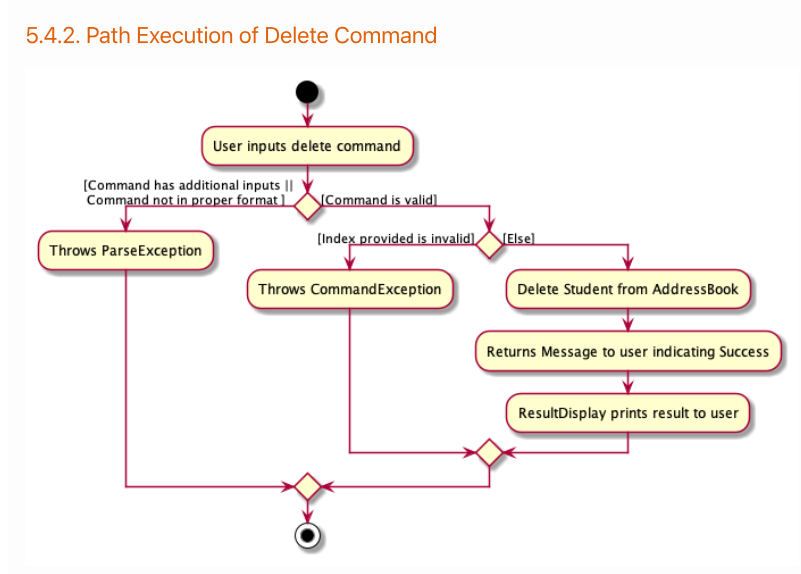 5.4.2. Path Execution of Delete Command
User inputs delete command
[Command has additional inputs ||
Command not in proper format ]
[Command is valid]
Throws ParseException
[Index provided is invalid]
[Else]
Throws CommandException
Delete Student from AddressBook
Returns Message to user indicating Success
ResultDisplay prints result to user